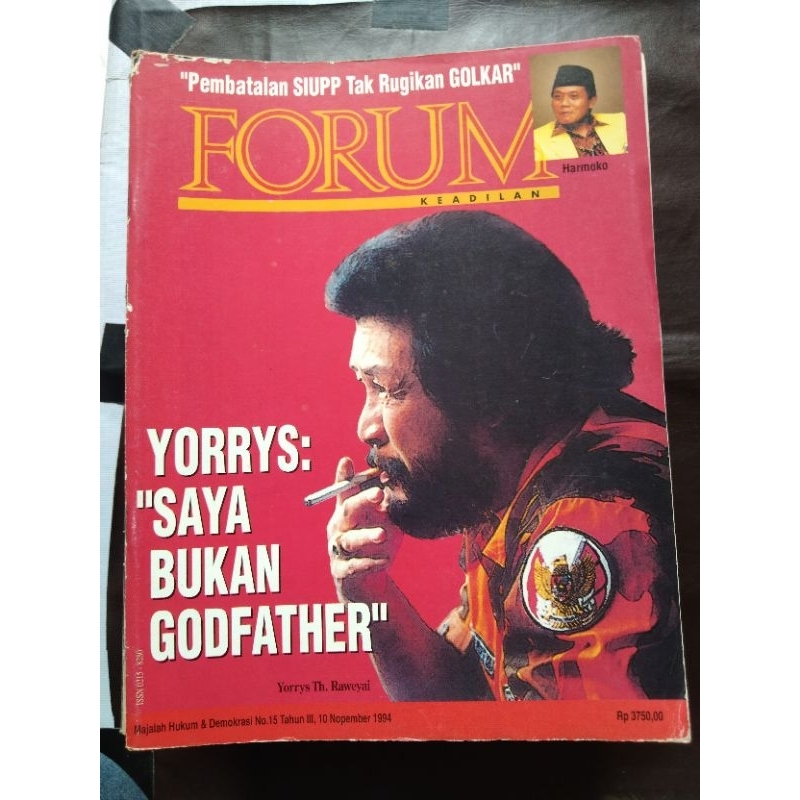 "Pembatalan SIUPP Tak Rugikan GOLKAR"
FORUM
KEADILAN
Harmoko
YORRYS:
"SAYA
BUKAN
GODFATHER"
Yorrys Th. Raweyai
Majalah Hukum & Demokrasi No.15 Tahun III, 10 Nopember 1994
Rp 3750,00